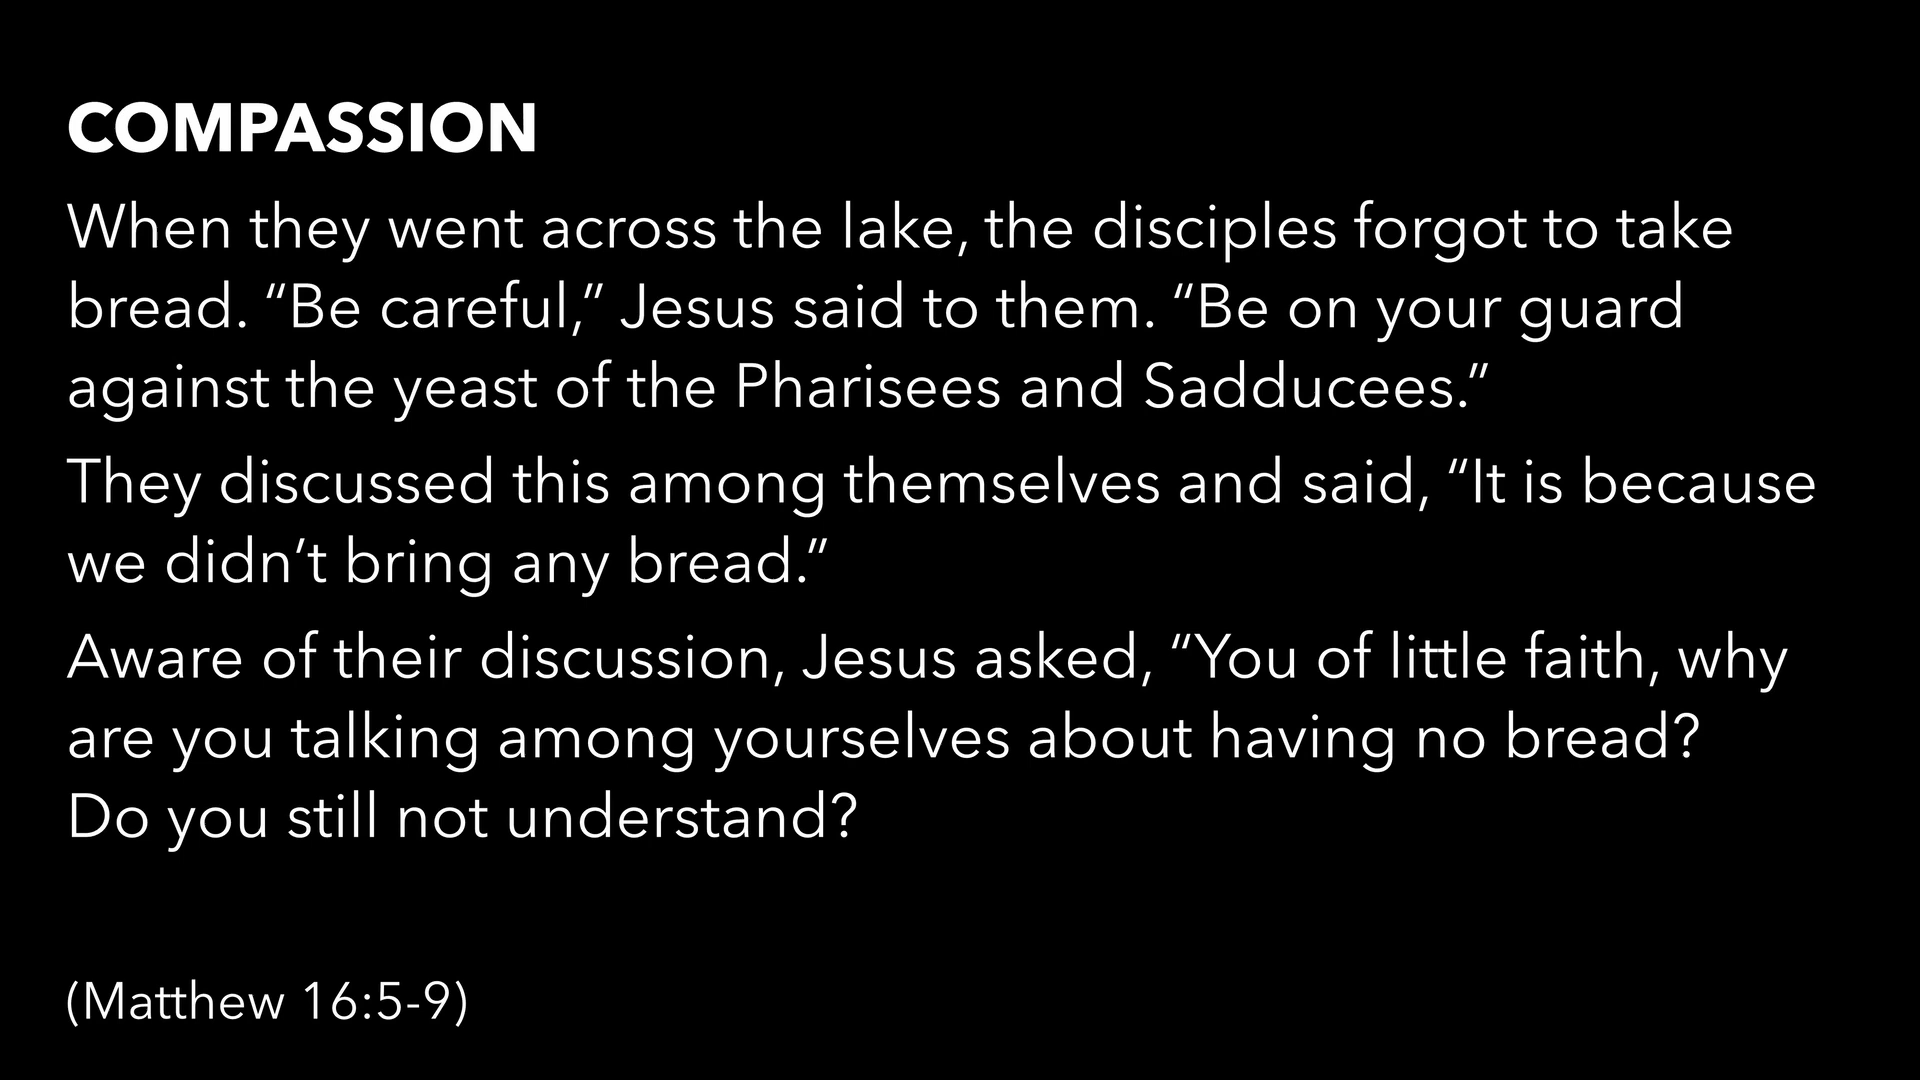 COMPASSION
When they went across the lake, the disciples forgot to take
bread. “Be careful,” Jesus said to them. “Be on your guard
against the yeast of the Pharisees and Sadducees.”
They discussed this among themselves and said, “It is because
we didn’t bring any bread.”
Aware of their discussion, Jesus asked, “You of little faith, why
are you talking among yourselves about having no bread?
Do you still not understand?
(Matthew 16:5-9)